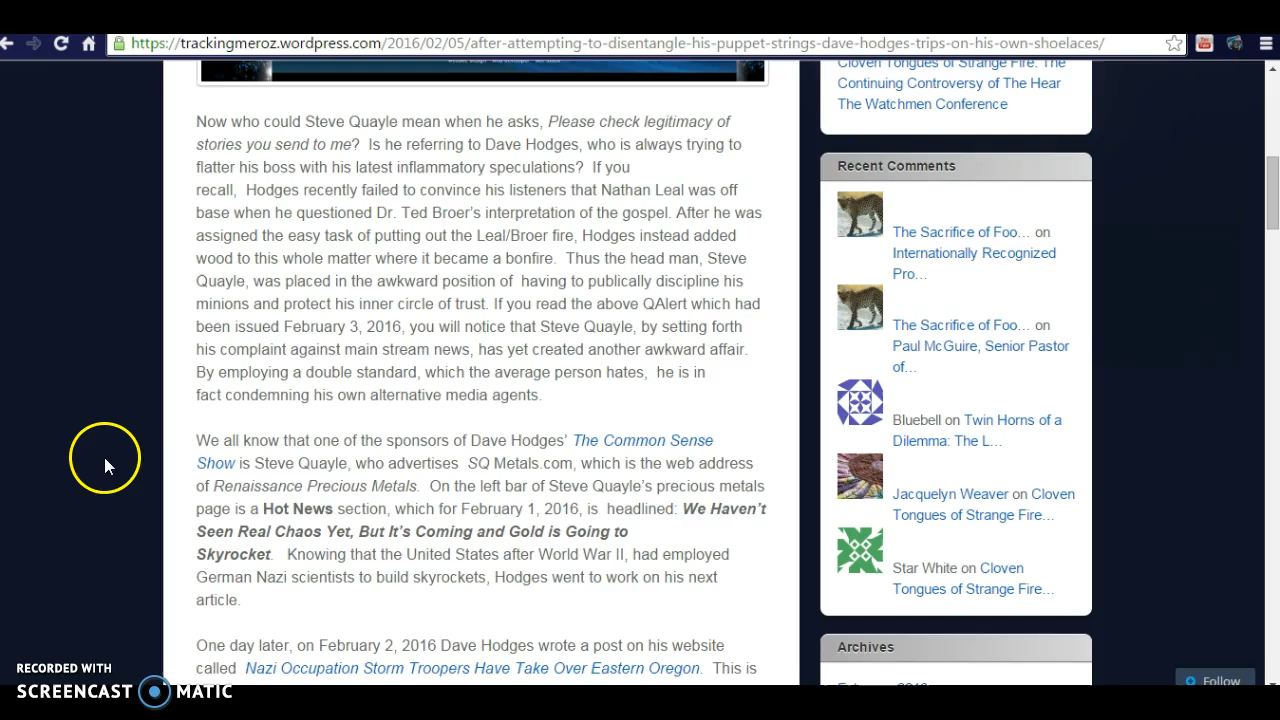 https://trackingmeroz.wordpress.com/2016/02/05/after-attempting-to-disentangle-his-puppet-strings-dave-hodges-trips-on-his-own-shoelaces/
Now who could Steve Quayle mean when he asks, Please check legitimacy of
stories you send to me? Is he referring to Dave Hodges, who is always trying to
flatter his boss with his latest inflammatory speculations? If you
recall, Hodges recently failed to convince his listeners that Nathan Leal was off
base when he questioned Dr. Ted Broer's interpretation of the gospel. After he was
assigned the easy task of putting out the Leal/Broer fire, Hodges instead added
wood to this whole matter where it became a bonfire. Thus the head man, Steve
Quayle, was placed in the awkward position of having to publically discipline his
minions and protect his inner circle of trust. If you read the above QAlert which had
been issued February 3, 2016, you will notice that Steve Quayle, by setting forth
his complaint against main stream news, has yet created another awkward affair.
By employing a double standard, which the average person hates, he is in
fact condemning his own alternative media agents.
We all know that one of the sponsors of Dave Hodges' The Common Sense
Show is Steve Quayle, who advertises SQ Metals.com, which is the web address
of Renaissance Precious Metals. On the left bar of Steve Quayle's precious metals
page is a Hot News section, which for February 1, 2016, is headlined: We Haven't
Seen Real Chaos Yet, But It's Coming and Gold is Going to
Skyrocket. Knowing that the United States after World War II, had employed
German Nazi scientists to build skyrockets, Hodges went to work on his next
article.
One day later, on February 2, 2016 Dave Hodges wrote a post on his website
called Nazi Occupation Storm Troopers Have Take Over Eastern Oregon. This is
Cloven Tongues of Strange Fire: The
Continuing Controversy of The Hear
The Watchmen Conference
Recent Comments
The Sacrifice of Foo… on
Internationally Recognized
Pro…
The Sacrifice of Foo… on
Paul McGuire, Senior Pastor
of…
Bluebell on Twin Horns of a
Dilemma: The L…
Jacquelyn Weaver on Cloven
Tongues of Strange Fire…
Star White on Cloven
Tongues of Strange Fire…
Archives
Follow
RECORDED WITH
SCREENCAST MATIC